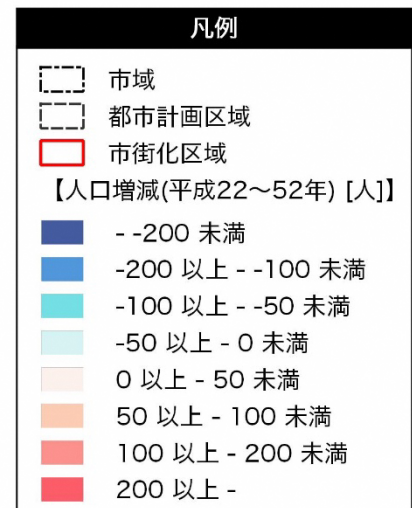 凡例
市域
都市計画区域
市街化区域
【人口増減(平成22～52年) [人]】
- -200 未満
-200 以上 - -100 未満
-100 以上 - -50 未満
-50 以上 - 0 未満
0 以上 - 50 未満
50 以上 - 100 未満
100 以上 - 200 未満
200 以上 -